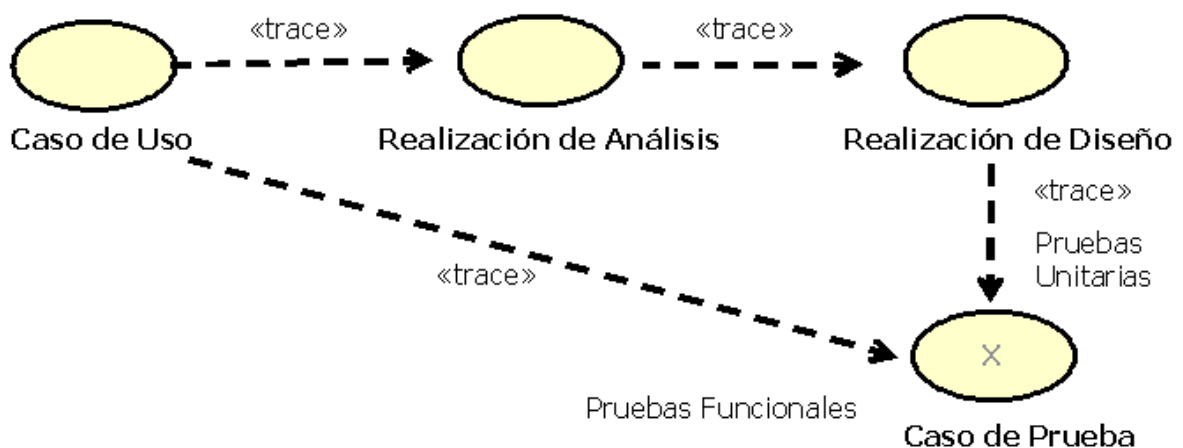 «trace»
«trace»
Caso de Uso
Realización de Análisis
Realización de Diseño
«trace»
Pruebas
Unitarias
«trace»
X
Pruebas Funcionales
Caso de Prueba